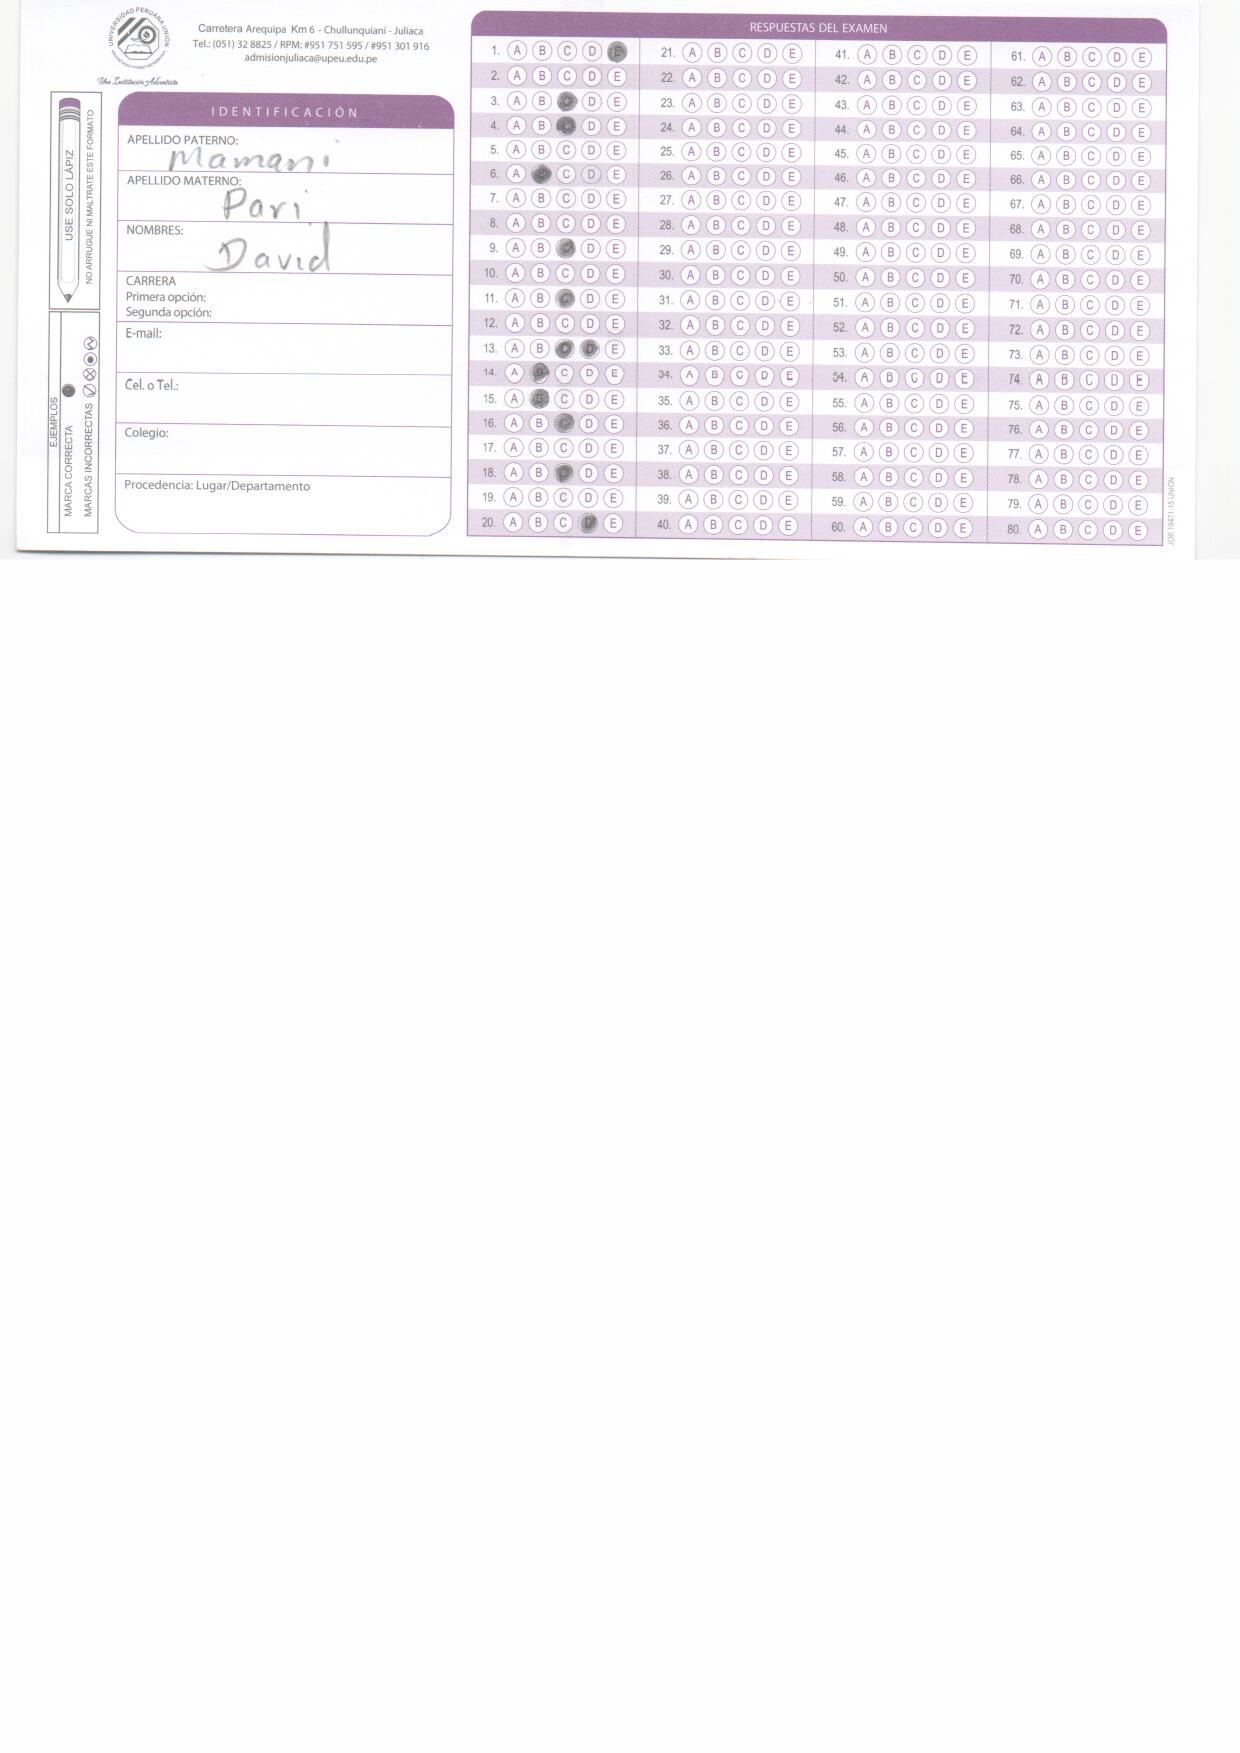 UNIVERSIDAD PERUANA UNIÓN
Una Institución Adventista
Carretera Arequipa Km 6 - Chullunquiani - Juliaca
Tel.: (051) 32 8825 / RPM: #951 751 595 / #951 301 916
admisionjuliaca@upeu.edu.pe
USE SOLO LÁPIZ
NO ARRUGUE NI MALTRATE ESTE FORMATO
EJEMPLOS
MARCA CORRECTA
MARCAS INCORRECTAS
IDENTIFICACIÓN
APELLIDO PATERNO:
Mamani
APELLIDO MATERNO:
Pari
NOMBRES:
David
CARRERA
Primera opción:
Segunda opción:
E-mail:
Cel. o Tel.:
Colegio:
Procedencia: Lugar/Departamento
RESPUESTAS DEL EXAMEN
1. A B C D E
2. A B C D E
3. A B C D E
4. A B C D E
5. A B C D E
6. A B C D E
7. A B C D E
8. A B C D E
9. A B C D E
10. A B C D E
11. A B C D E
12. A B C D E
13. A B C D E
14. A B C D E
15. A B C D E
16. A B C D E
17. A B C D E
18. A B C D E
19. A B C D E
20. A B C D E
21. A B C D E
22. A B C D E
23. A B C D E
24. A B C D E
25. A B C D E
26. A B C D E
27. A B C D E
28. A B C D E
29. A B C D E
30. A B C D E
31. A B C D E
32. A B C D E
33. A B C D E
34. A B C D E
35. A B C D E
36. A B C D E
37. A B C D E
38. A B C D E
39. A B C D E
40. A B C D E
41. A B C D E
42. A B C D E
43. A B C D E
44. A B C D E
45. A B C D E
46. A B C D E
47. A B C D E
48. A B C D E
49. A B C D E
50. A B C D E
51. A B C D E
52. A B C D E
53. A B C D E
54. A B C D E
55. A B C D E
56. A B C D E
57. A B C D E
58. A B C D E
59. A B C D E
60. A B C D E
61. A B C D E
62. A B C D E
63. A B C D E
64. A B C D E
65. A B C D E
66. A B C D E
67. A B C D E
68. A B C D E
69. A B C D E
70. A B C D E
71. A B C D E
72. A B C D E
73. A B C D E
74. A B C D E
75. A B C D E
76. A B C D E
77. A B C D E
78. A B C D E
79. A B C D E
80. A B C D E
JOB 19471-15 UNIÓN